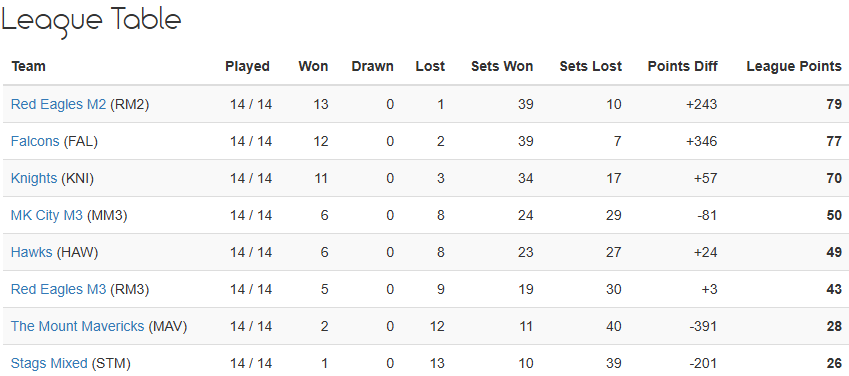 League Table
Team Played Won Drawn Lost Sets Won Sets Lost Points Diff League Points
Red Eagles M2 (RM2) 14 / 14 13 0 1 39 10 +243 79
Falcons (FAL) 14 / 14 12 0 2 39 7 +346 77
Knights (KNI) 14 / 14 11 0 3 34 17 +57 70
MK City M3 (MM3) 14 / 14 6 0 8 24 29 -81 50
Hawks (HAW) 14 / 14 6 0 8 23 27 +24 49
Red Eagles M3 (RM3) 14 / 14 5 0 9 19 30 +3 43
The Mount Mavericks (MAV) 14 / 14 2 0 12 11 40 -391 28
Stags Mixed (STM) 14 / 14 1 0 13 10 39 -201 26